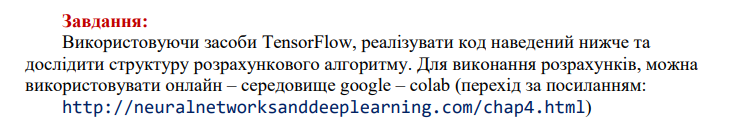 Завдання:
Використовуючи засоби TensorFlow, реалізувати код наведений нижче та
дослідити структуру розрахункового алгоритму. Для виконання розрахунків, можна
використовувати онлайн – середовище google – colab (перехід за посиланням:
http://neuralnetworksanddeeplearning.com/chap4.html)